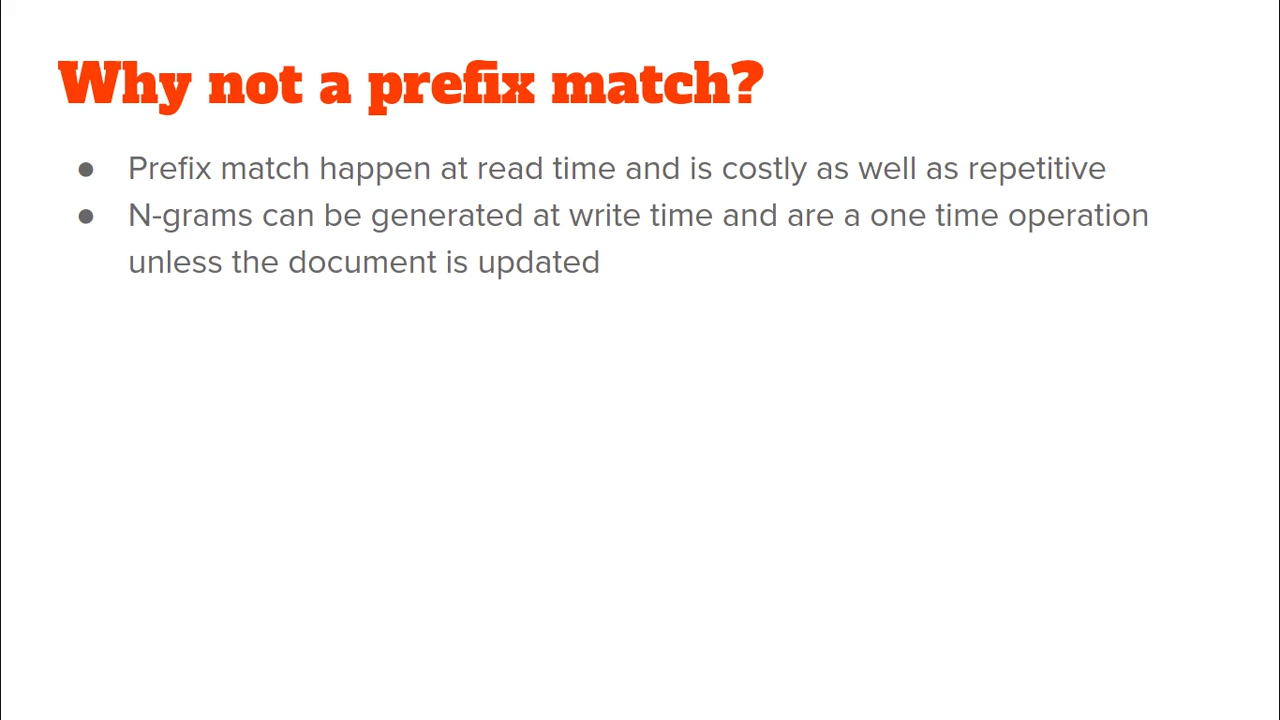 Why not a prefix match?
● Prefix match happen at read time and is costly as well as repetitive
● N-grams can be generated at write time and are a one time operation
unless the document is updated